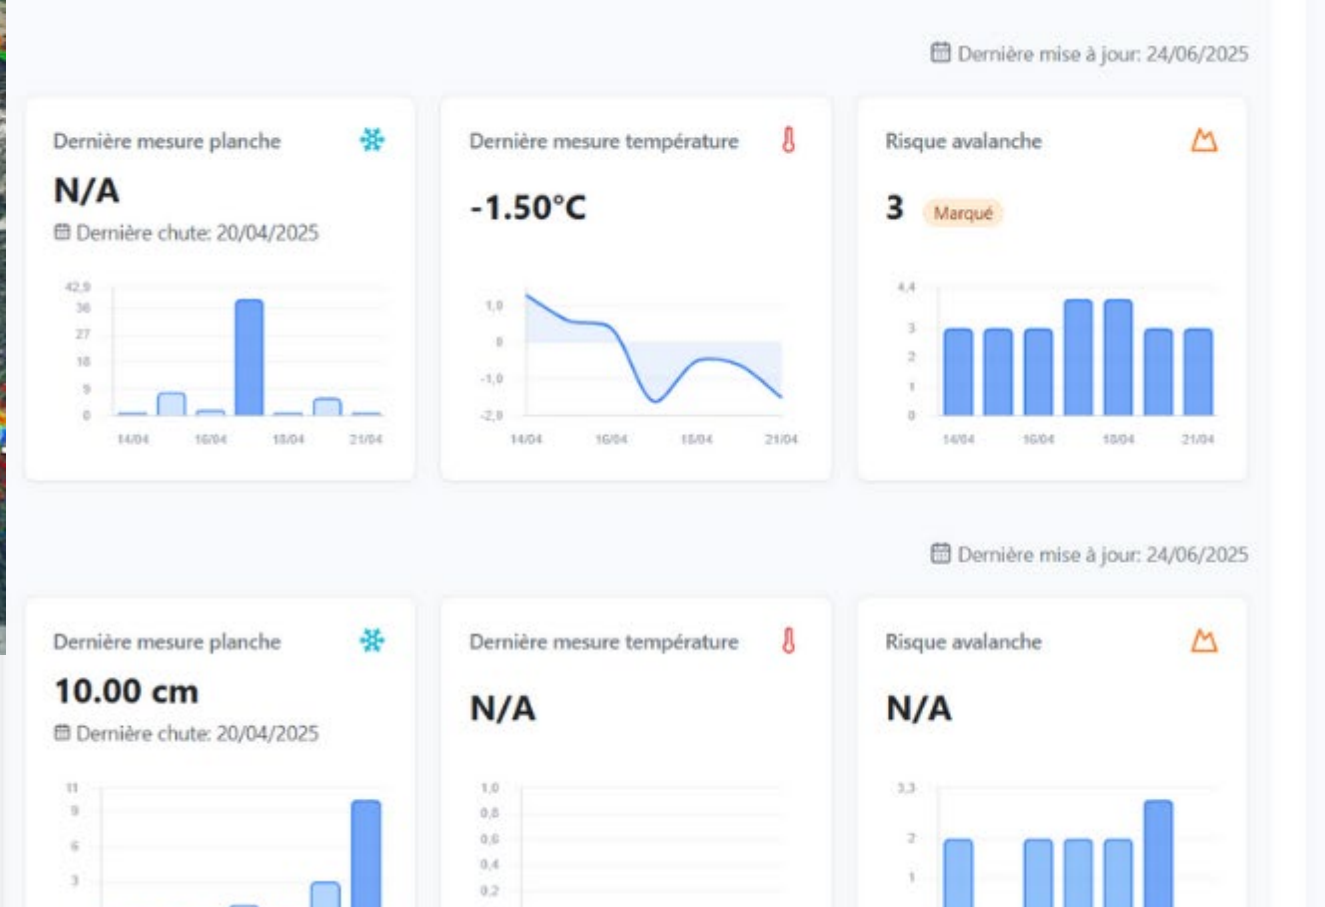 Dernière mise à jour: 24/06/2025
Dernière mesure planche
N/A
Dernière chute: 20/04/2025
42,9
36
27
18
9
0
14/04 16/04 18/04 21/04
Dernière mesure température
-1.50°C
1,0
0
-1,0
-2,0
14/04 16/04 18/04 21/04
Risque avalanche
3 Marqué
4,4
3
2
1
0
14/04 16/04 18/04 21/04
Dernière mise à jour: 24/06/2025
Dernière mesure planche
10.00 cm
Dernière chute: 20/04/2025
11
9
6
3
Dernière mesure température
N/A
1,0
0,8
0,6
0,4
0,2
Risque avalanche
N/A
3,3
2
1